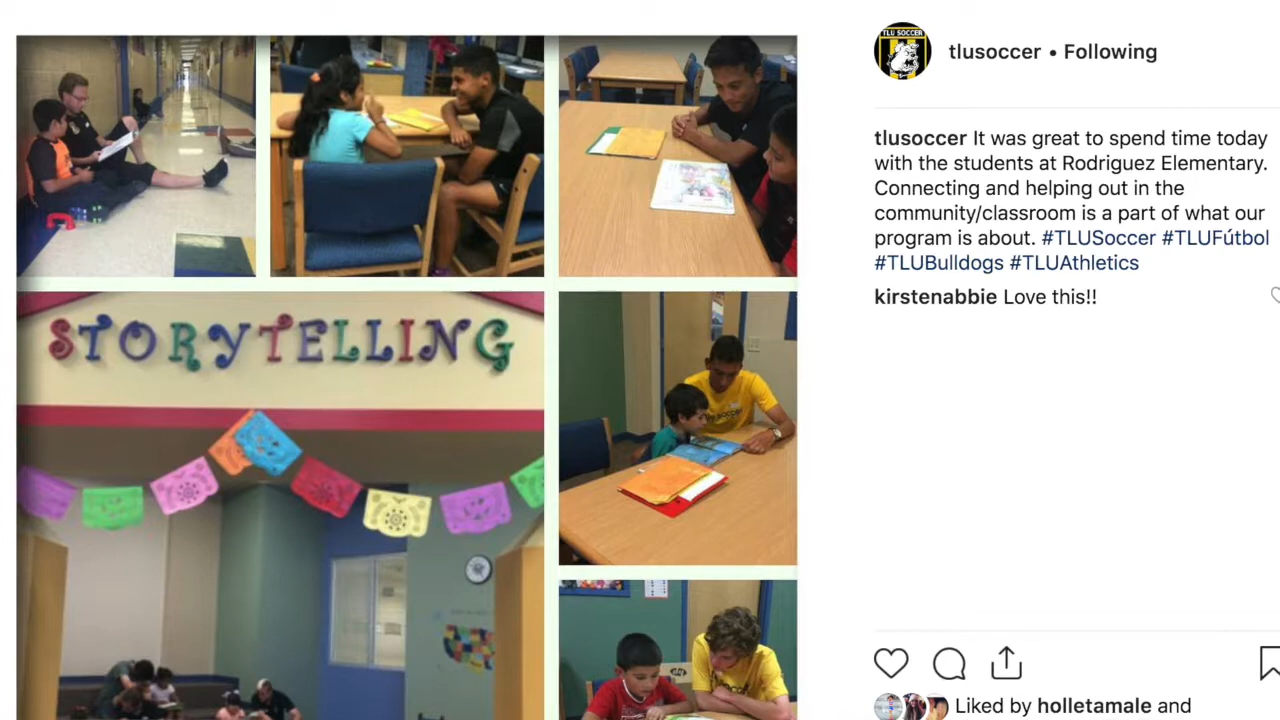 TLU SOCCER
tlusoccer • Following
tlusoccer It was great to spend time today
with the students at Rodriguez Elementary.
Connecting and helping out in the
community/classroom is a part of what our
program is about. #TLUSoccer #TLUFútbol
#TLUBulldogs #TLUAthletics
kirstenabbie Love this!!
STORYTELLING
Liked by holletamale and